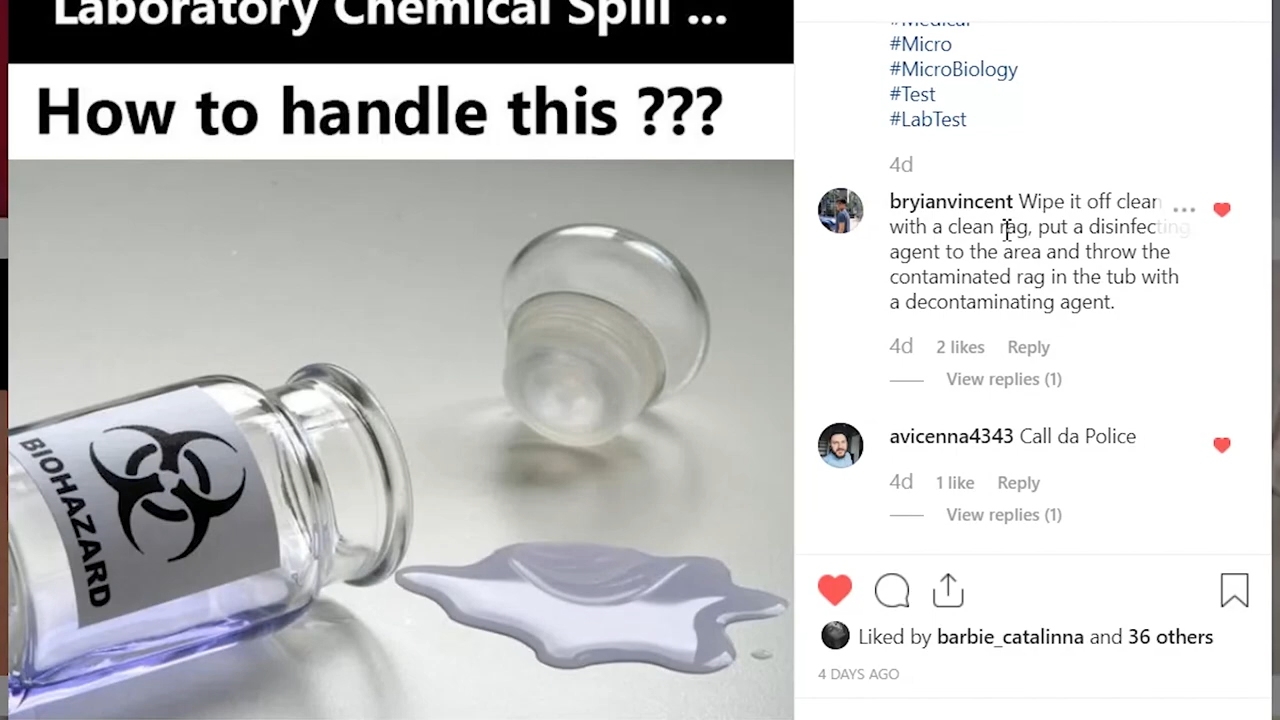 Laboratory Chemical Spill ...
How to handle this ???
BIOHAZARD
#Medical
#Micro
#MicroBiology
#Test
#LabTest
4d
bryianvincent Wipe it off clean
with a clean rag, put a disinfecting
agent to the area and throw the
contaminated rag in the tub with
a decontaminating agent.
4d 2 likes Reply
View replies (1)
avicenna4343 Call da Police
4d 1 like Reply
View replies (1)
Liked by barbie_catalinna and 36 others
4 DAYS AGO